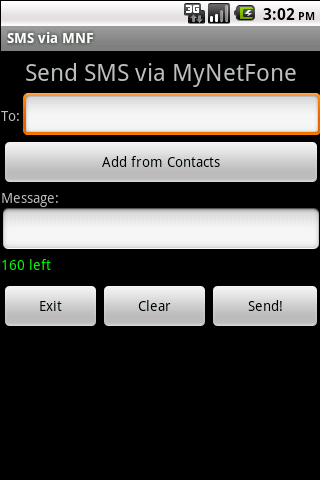 3G 3:02 PM
SMS via MNF
Send SMS via MyNetFone
To:
Add from Contacts
Message:
160 left
Exit Clear Send!